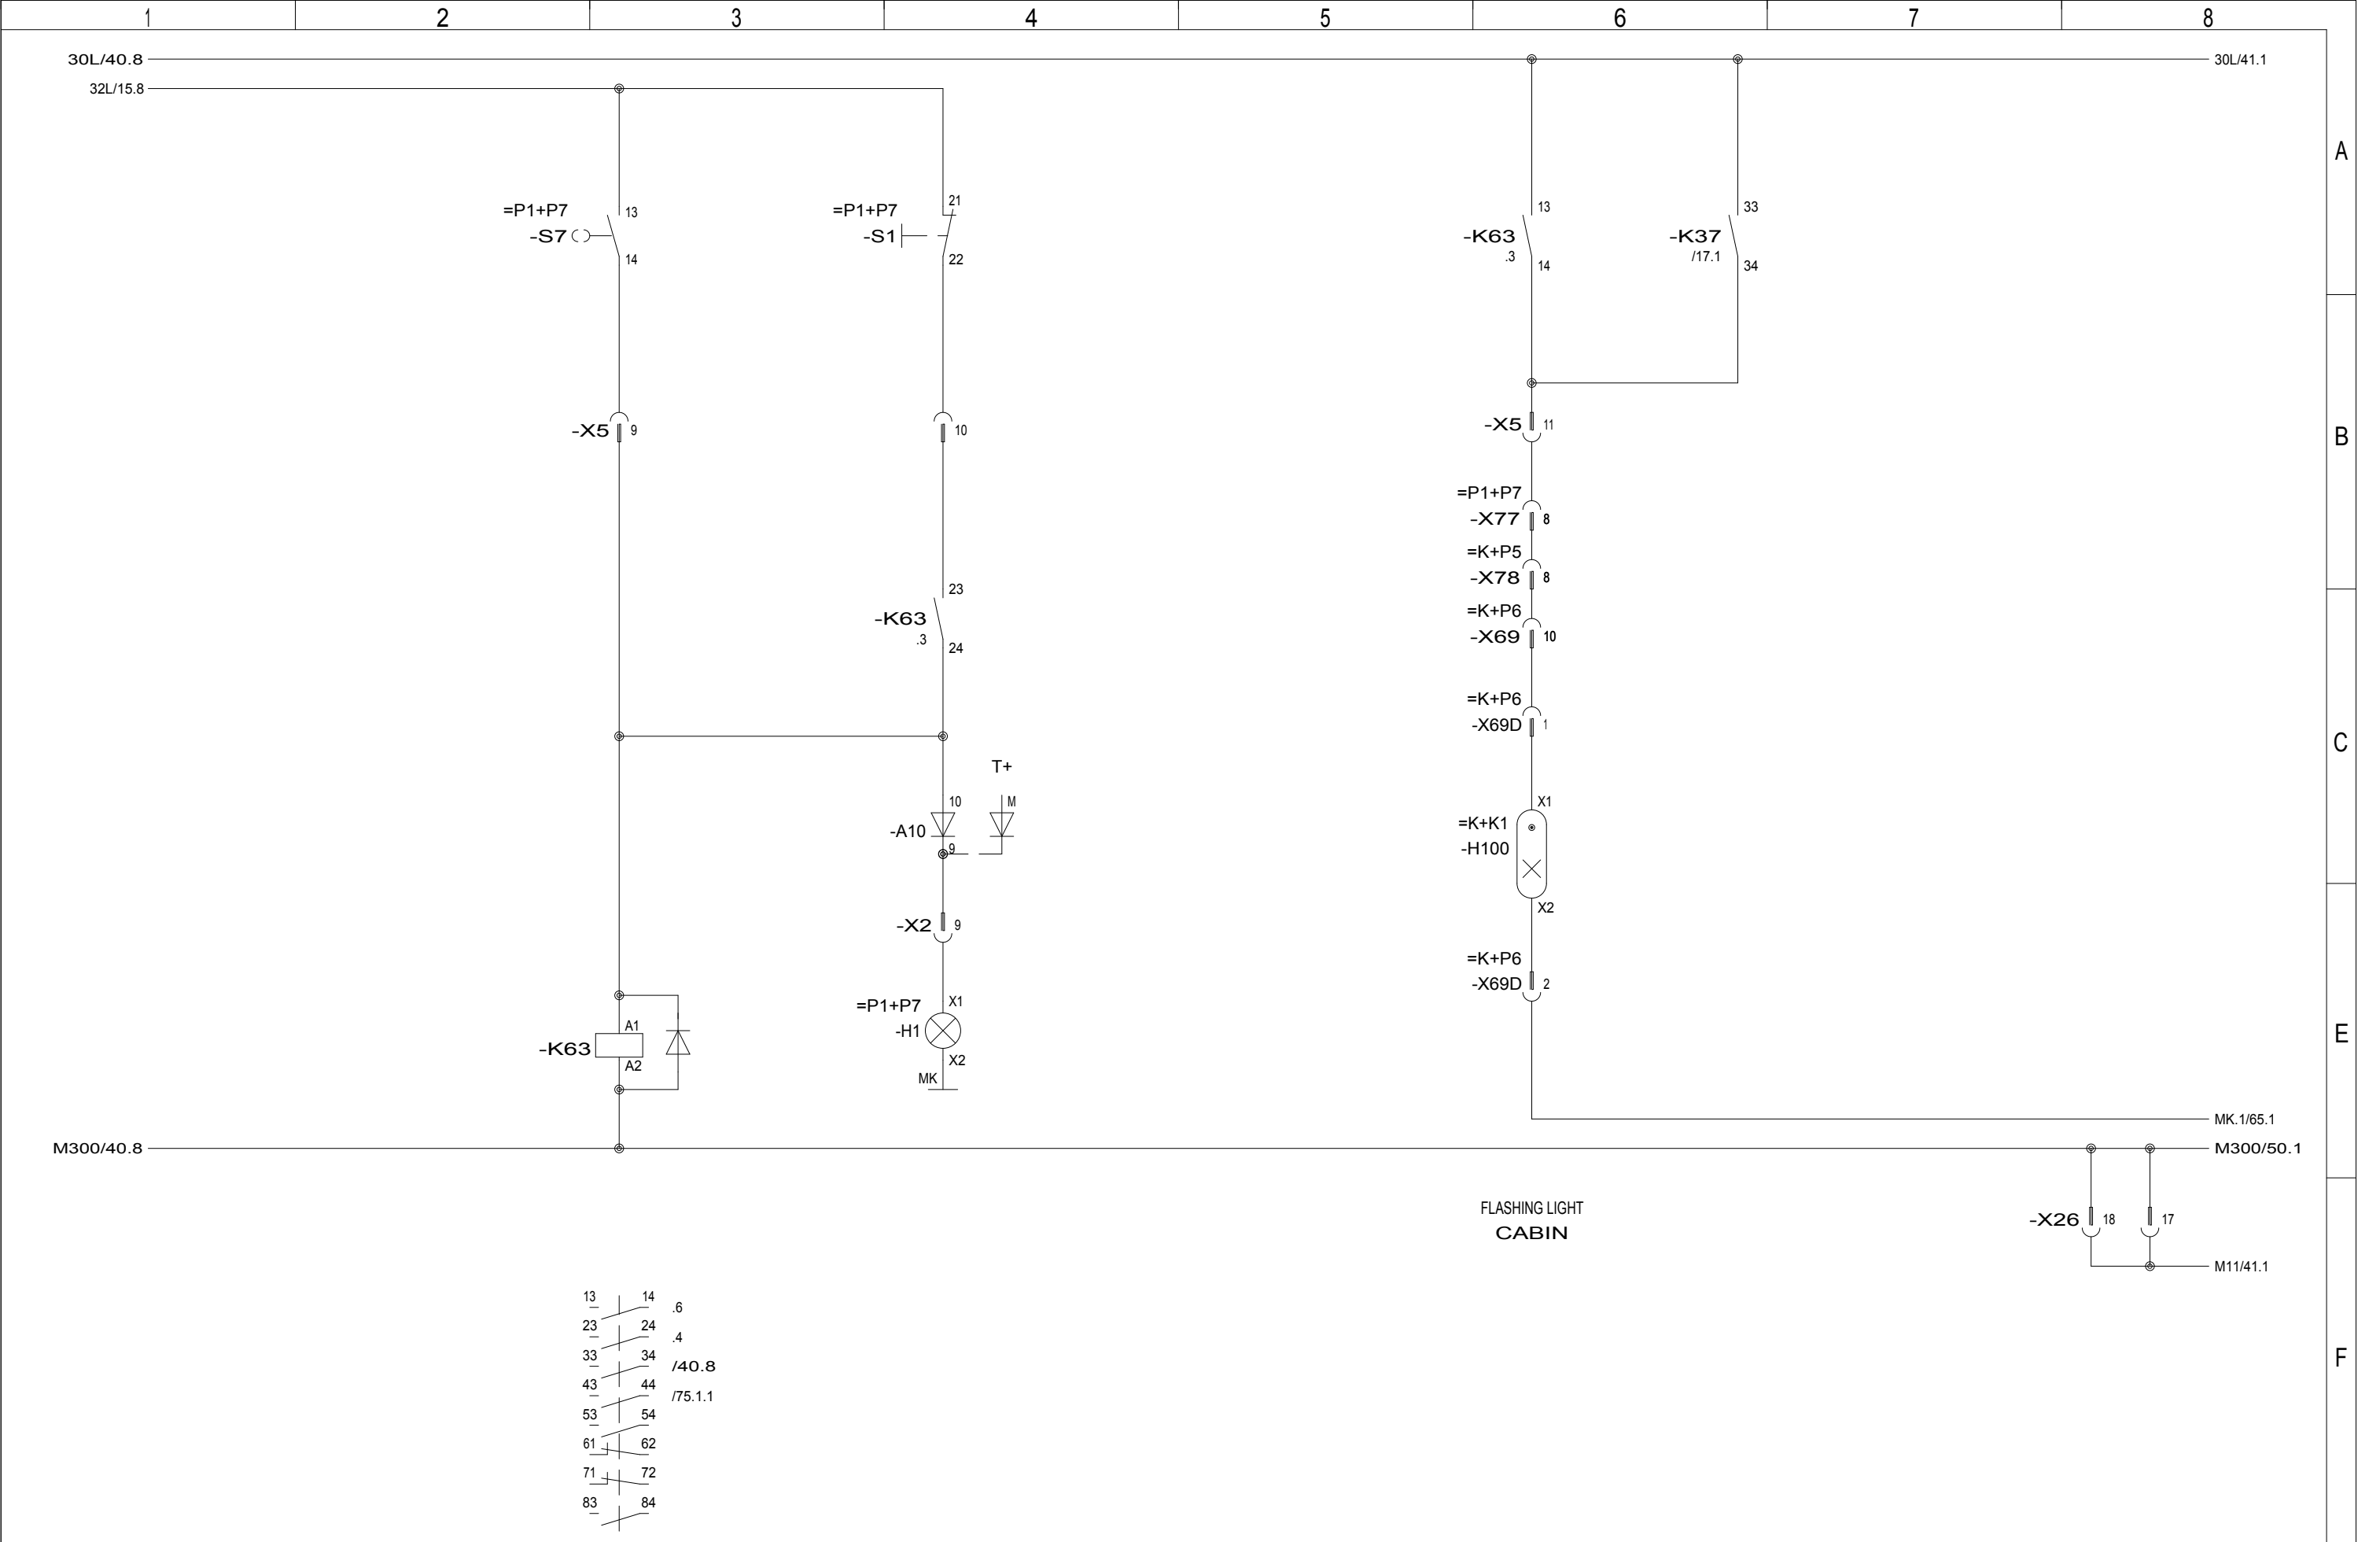 1 2 3 4 5 6 7 8
30L/40.8 30L/41.1
32L/15.8
A
=P1+P7 13
-S7
14
=P1+P7 21
-S1
22
13
-K63
.3 14
33
-K37
/17.1 34
-X5 9
10
-X5 11
B
=P1+P7
-X77 8
=K+P5
-X78 8
=K+P6
-X69 10
23
-K63
.3 24
=K+P6
-X69D 1
C
T+
10 M
-A10
9
X1
=K+K1
-H100
X2
-X2 9
=K+P6
-X69D 2
=P1+P7 X1
-H1
X2
MK
A1
-K63
A2
E
MK.1/65.1
M300/40.8 M300/50.1
FLASHING LIGHT
CABIN
-X26 18 17
M11/41.1
13 14 .6
23 24 .4
33 34 /40.8
43 44 /75.1.1
53 54
61 62
71 72
83 84
F